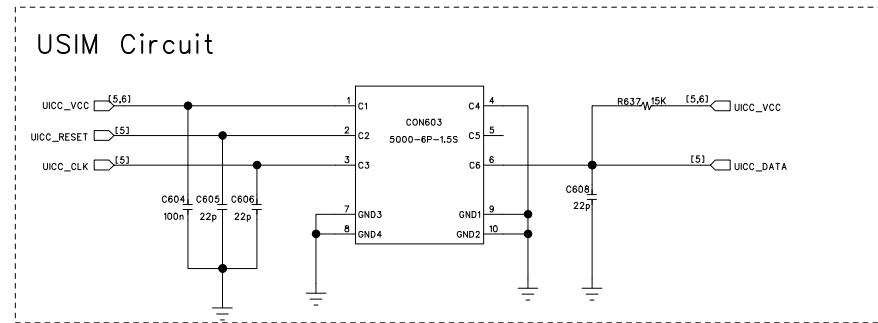 USIM Circuit
UICC_VCC [5,6] 1 C1 C4 4 R637 15K [5,6] UICC_VCC
CON603
UICC_RESET [5] 2 C2 5000-6P-1.5S C5 5
UICC_CLK [5] 3 C3 C6 6 [5] UICC_DATA
C604 C605 C606 C608
100n 22p 22p 22p
7 GND3 GND1 9
8 GND4 GND2 10